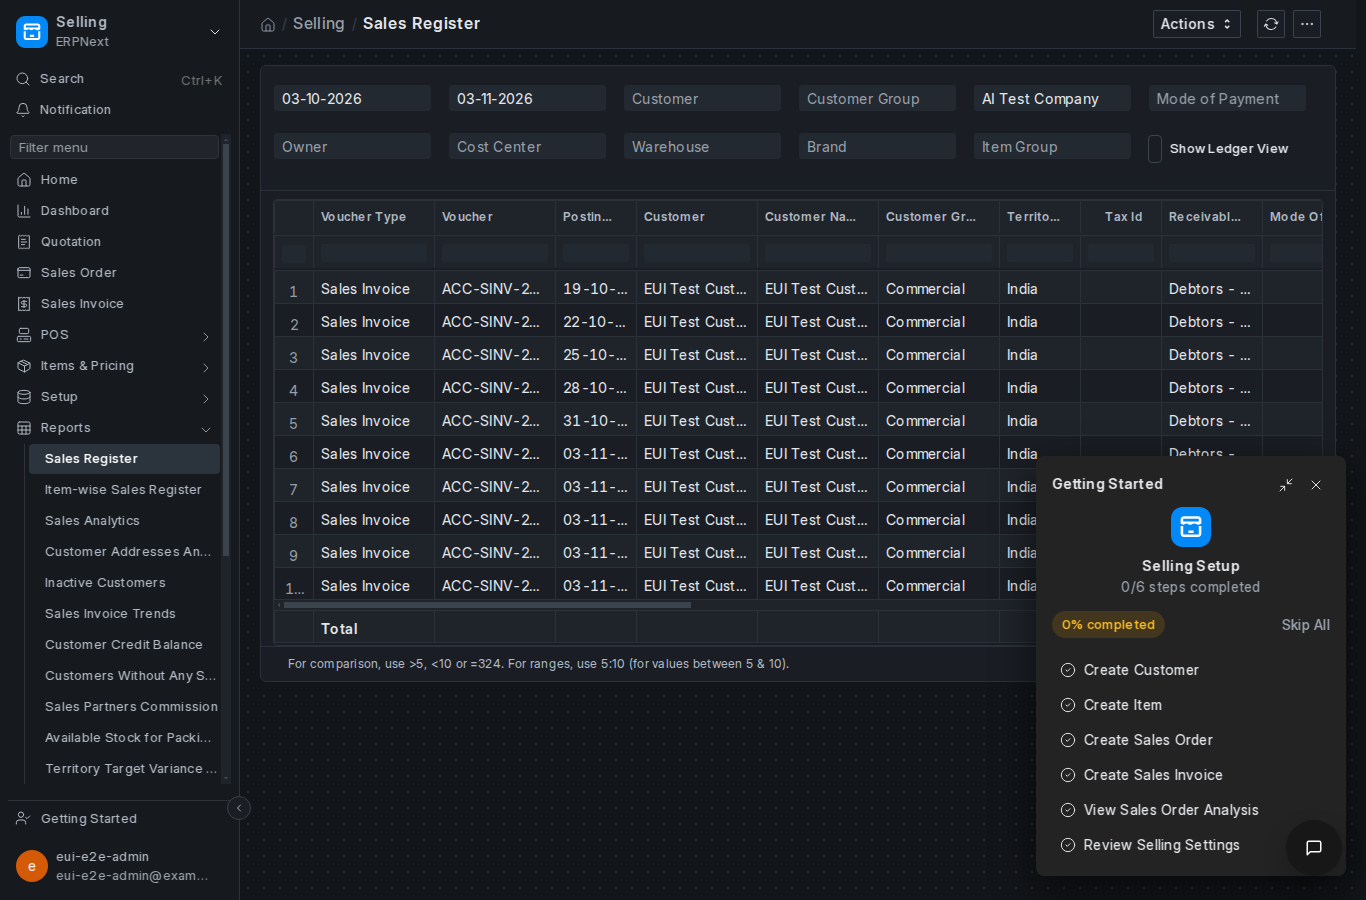 Selling
ERPNext
Search Ctrl+K
Notification
Filter menu
Home
Dashboard
Quotation
Sales Order
Sales Invoice
POS
Items & Pricing
Setup
Reports
Sales Register
Item-wise Sales Register
Sales Analytics
Customer Addresses An...
Inactive Customers
Sales Invoice Trends
Customer Credit Balance
Customers Without Any S...
Sales Partners Commission
Available Stock for Packi...
Territory Target Variance ...
Getting Started
e
eui-e2e-admin
eui-e2e-admin@exam...
/ Selling / Sales Register
Actions
03-10-2026 03-11-2026 Customer Customer Group AI Test Company Mode of Payment
Owner Cost Center Warehouse Brand Item Group Show Ledger View
Voucher Type Voucher Postin... Customer Customer Na... Customer Gr... Territo... Tax Id Receivabl... Mode Of
1 Sales Invoice ACC-SINV-2... 19-10-... EUI Test Cust... EUI Test Cust... Commercial India Debtors - ...
2 Sales Invoice ACC-SINV-2... 22-10-... EUI Test Cust... EUI Test Cust... Commercial India Debtors - ...
3 Sales Invoice ACC-SINV-2... 25-10-... EUI Test Cust... EUI Test Cust... Commercial India Debtors - ...
4 Sales Invoice ACC-SINV-2... 28-10-... EUI Test Cust... EUI Test Cust... Commercial India Debtors - ...
5 Sales Invoice ACC-SINV-2... 31-10-... EUI Test Cust... EUI Test Cust... Commercial India Debtors - ...
6 Sales Invoice ACC-SINV-2... 03-11-... EUI Test Cust... EUI Test Cust... Commercial India Debtors - ...
7 Sales Invoice ACC-SINV-2... 03-11-... EUI Test Cust... EUI Test Cust... Commercial India
8 Sales Invoice ACC-SINV-2... 03-11-... EUI Test Cust... EUI Test Cust... Commercial India
9 Sales Invoice ACC-SINV-2... 03-11-... EUI Test Cust... EUI Test Cust... Commercial India
1... Sales Invoice ACC-SINV-2... 03-11-... EUI Test Cust... EUI Test Cust... Commercial India
Total
For comparison, use >5, <10 or =324. For ranges, use 5:10 (for values between 5 & 10).
Getting Started
Selling Setup
0/6 steps completed
0% completed Skip All
Create Customer
Create Item
Create Sales Order
Create Sales Invoice
View Sales Order Analysis
Review Selling Settings